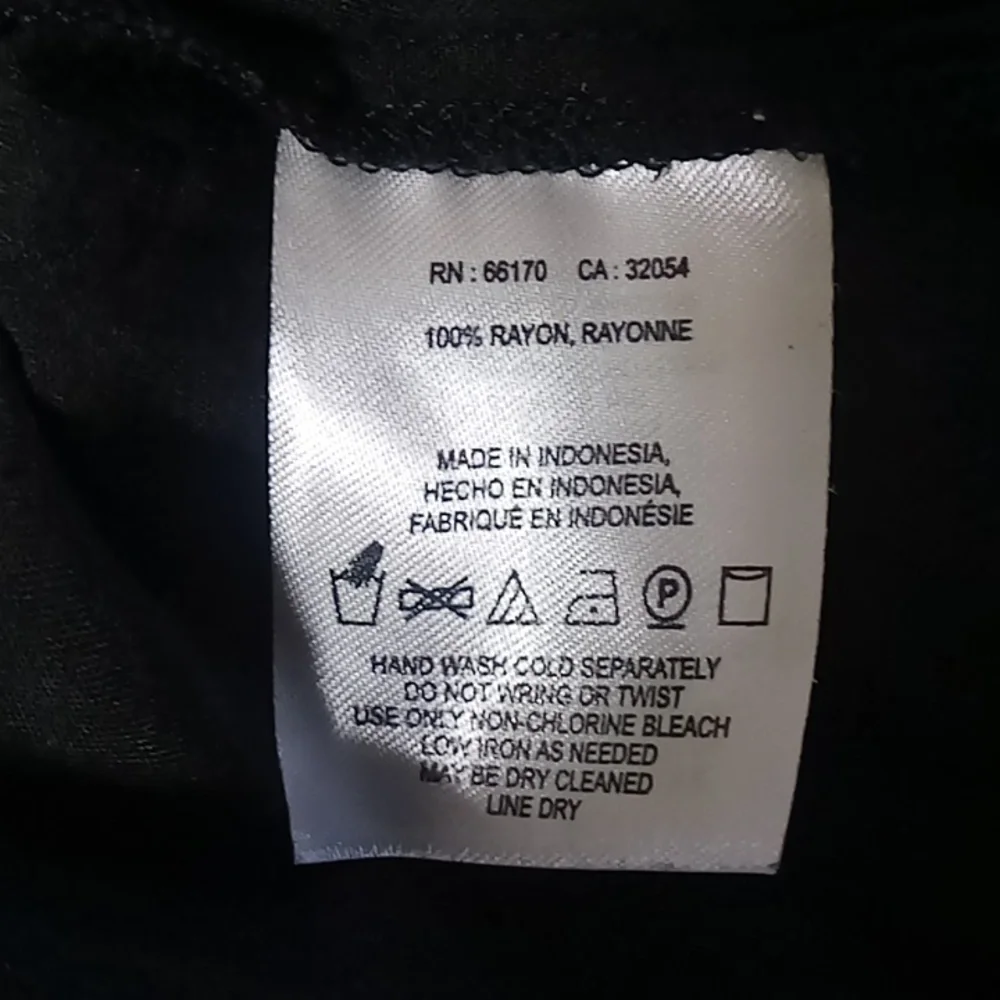 RN : 66170 CA : 32054
100% RAYON, RAYONNE
MADE IN INDONESIA,
HECHO EN INDONESIA,
FABRIQUÉ EN INDONÉSIE
P
HAND WASH COLD SEPARATELY
DO NOT WRING OR TWIST
USE ONLY NON-CHLORINE BLEACH
LOW IRON AS NEEDED
MAY BE DRY CLEANED
LINE DRY